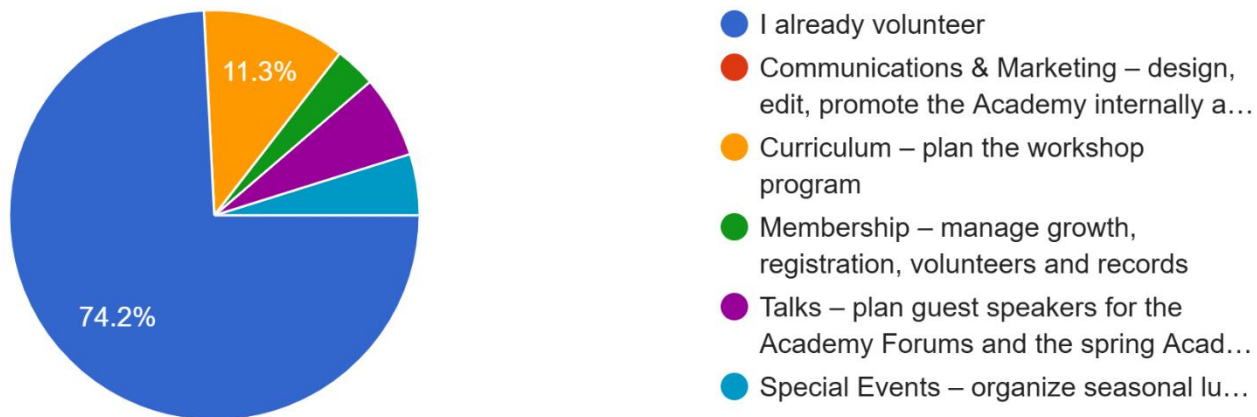 11.3%
74.2%
I already volunteer
Communications & Marketing – design,
edit, promote the Academy internally a…
Curriculum – plan the workshop
program
Membership – manage growth,
registration, volunteers and records
Talks – plan guest speakers for the
Academy Forums and the spring Acad…
Special Events – organize seasonal lu…